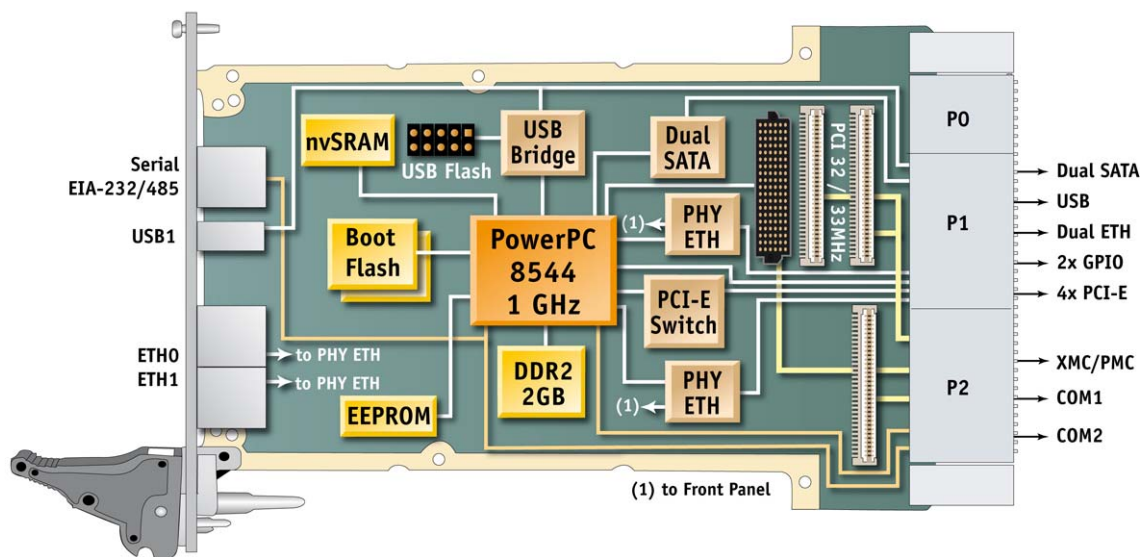 Serial
EIA-232/485
USB1
ETH0
ETH1
to PHY ETH
to PHY ETH
nvSRAM
USB Flash
USB
Bridge
Dual
SATA
PCI 32 / 33MHz
(1)
PHY
ETH
Boot
Flash
PowerPC
8544
1 GHz
PCI-E
Switch
DDR2
2GB
EEPROM
PHY
ETH
(1)
(1) to Front Panel
P0
P1
P2
Dual SATA
USB
Dual ETH
2x GPIO
4x PCI-E
XMC/PMC
COM1
COM2